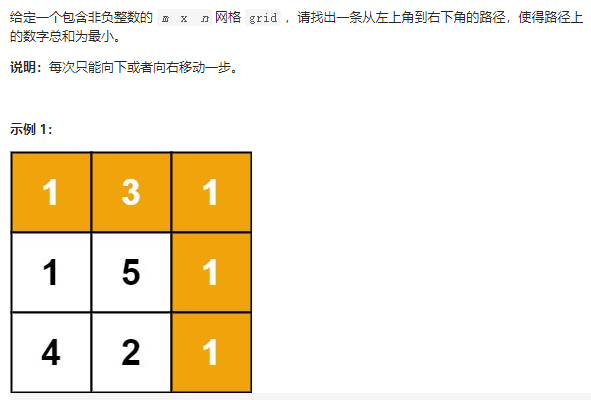 给定一个包含非负整数的 m x n 网格 grid ，请找出一条从左上角到右下角的路径，使得路径上
的数字总和为最小。
说明：每次只能向下或者向右移动一步。
示例 1：
1 3 1
1 5 1
4 2 1